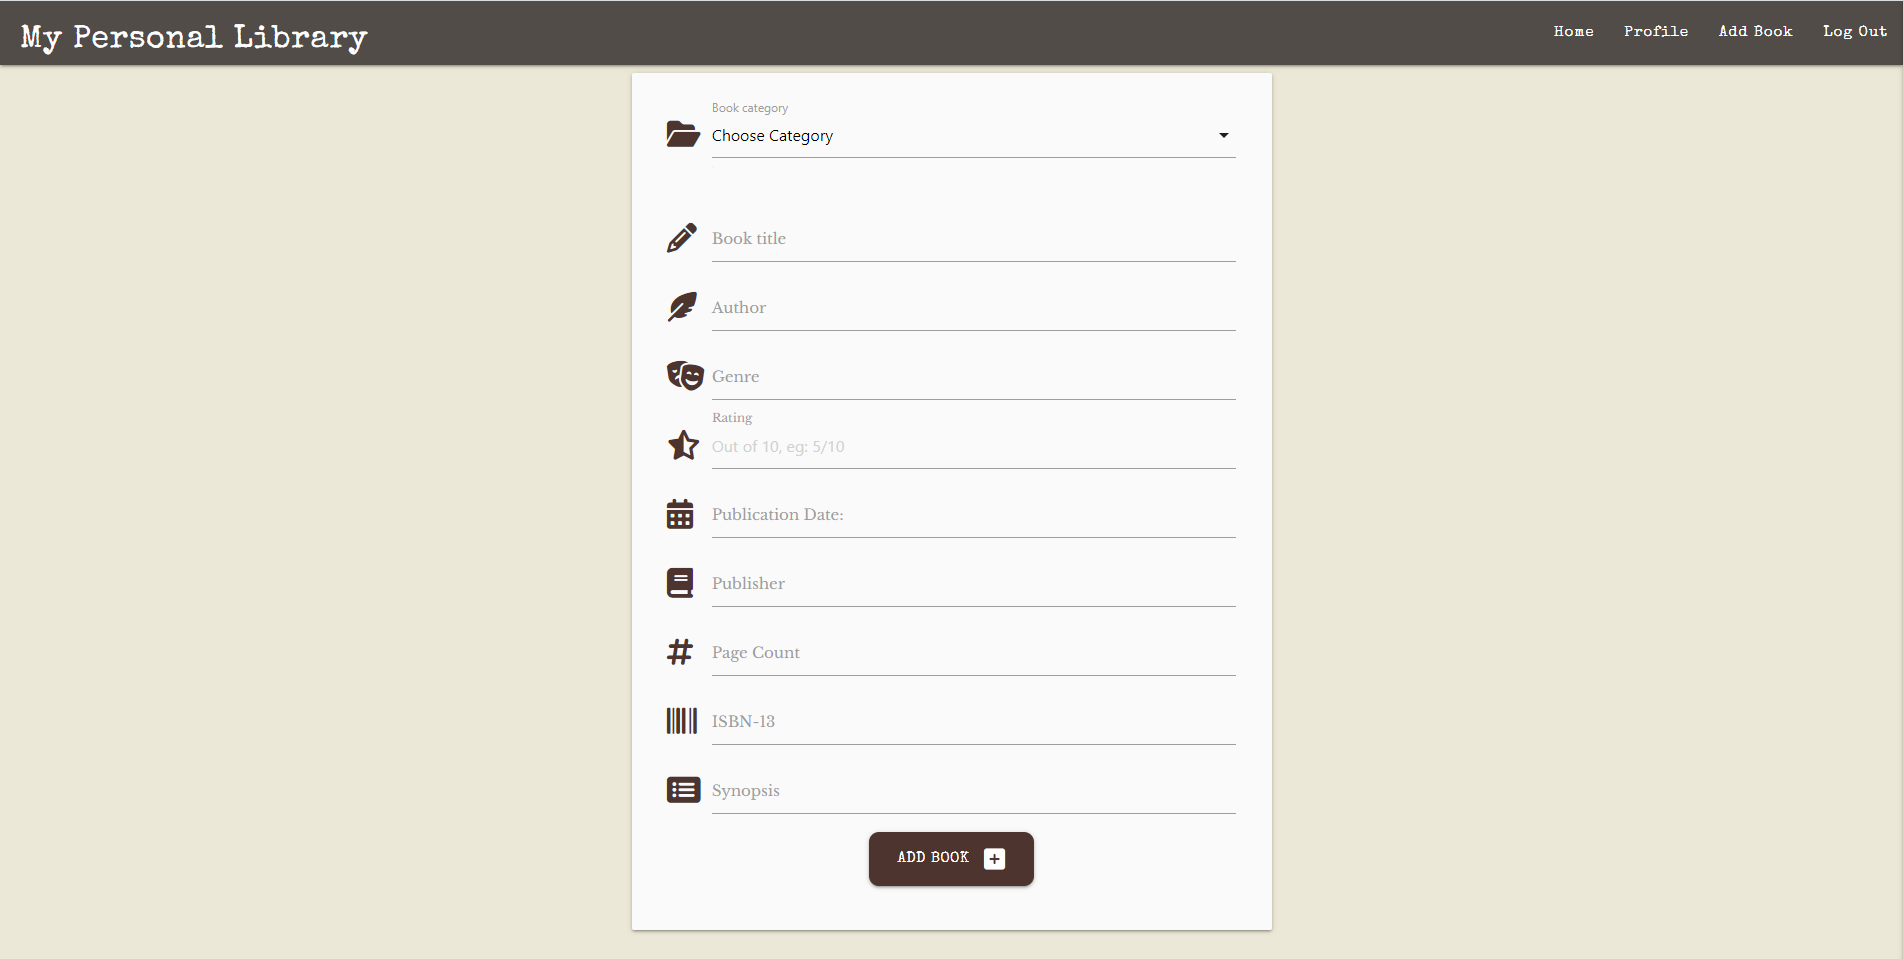 My Personal Library
Home Profile Add Book Log Out
Book category
Choose Category
Book title
Author
Genre
Rating
Out of 10, eg: 5/10
Publication Date:
Publisher
Page Count
ISBN-13
Synopsis
ADD BOOK